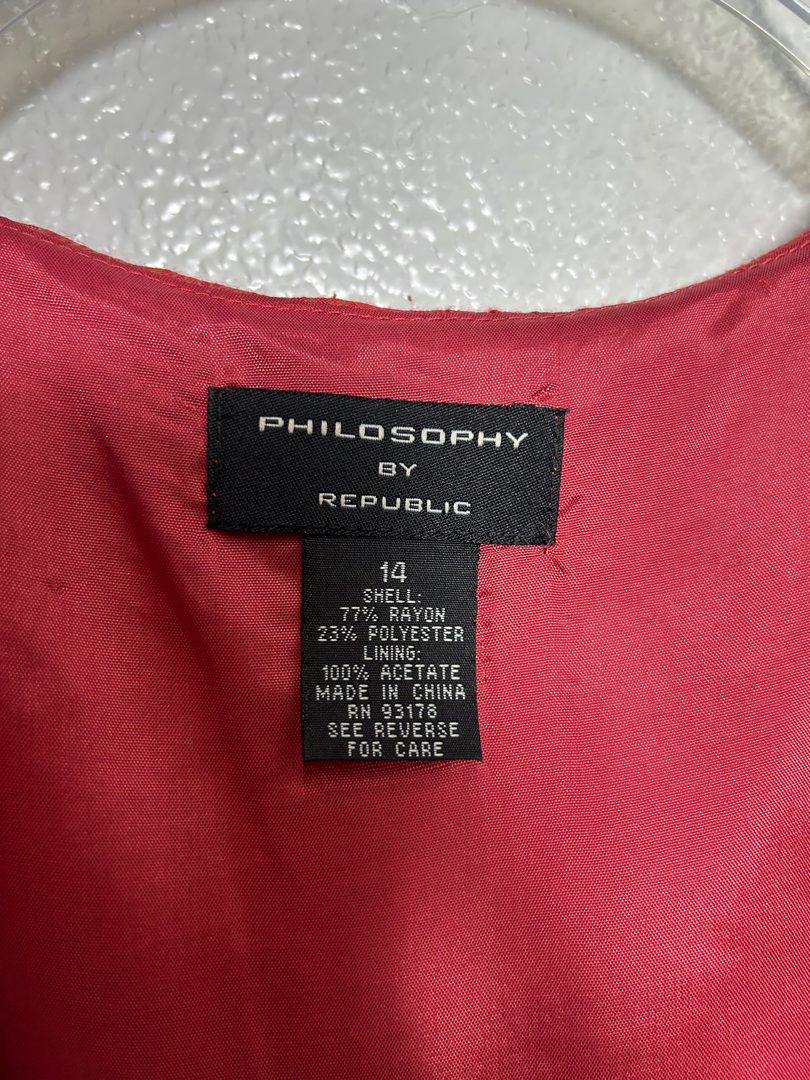 PHILOSOPHY
BY
REPUBLIC
14
SHELL:
77% RAYON
23% POLYESTER
LINING:
100% ACETATE
MADE IN CHINA
RN 93178
SEE REVERSE
FOR CARE